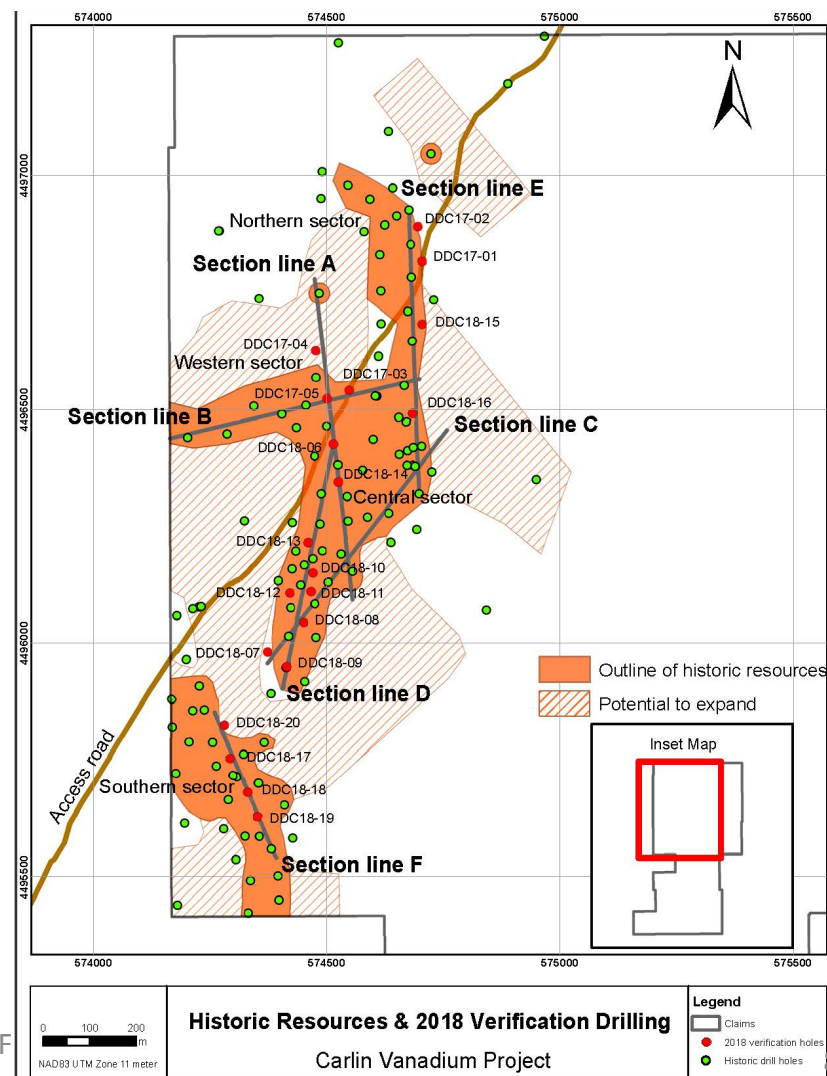 574000 574500 575000 575500
N
4497000
Section line E
Northern sector
DDC17-02
Section line A
DDC17-01
DDC18-15
DDC17-04
Western sector
DDC17-03
DDC17-05
DDC18-16
4496500
Section line B
Section line C
DDC18-06
DDC18-14
Central sector
DDC18-13
DDC18-10
DDC18-12
DDC18-11
DDC18-08
4496000
DDC18-07
DDC18-09
Section line D
Outline of historic resources
Potential to expand
DDC18-20
Inset Map
Access road
DDC18-17
Southern sector
DDC18-18
DDC18-19
Section line F
4495500
574000 574500 575000 575500
0 100 200
m
NAD83 UTM Zone 11 meter
F
Historic Resources & 2018 Verification Drilling
Carlin Vanadium Project
Legend
Claims
2018 verification holes
Historic drill holes